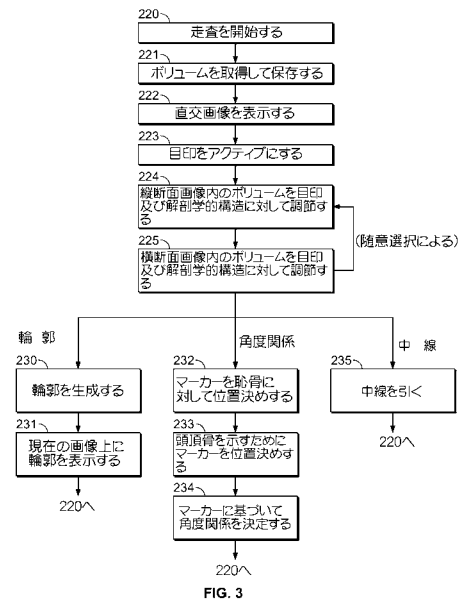 220
走査を開始する
221
ボリュームを取得して保存する
222
直交画像を表示する
223
目印をアクティブにする
224
縦断面画像内のボリュームを目印
及び解剖学的構造に対して調節す
る
(随意選択による)
225
横断面画像内のボリュームを目印
及び解剖学的構造に対して調節す
る
輪 郭
角度関係
中 線
230
輪郭を生成する
232
マーカーを恥骨に
対して位置決めする
235
中線を引く
231
現在の画像上に
輪郭を表示する
233
頭頂骨を示すために
マーカーを位置決めす
る
220へ
220へ
234
マーカーに基づいて
角度関係を決定する
220へ
FIG. 3